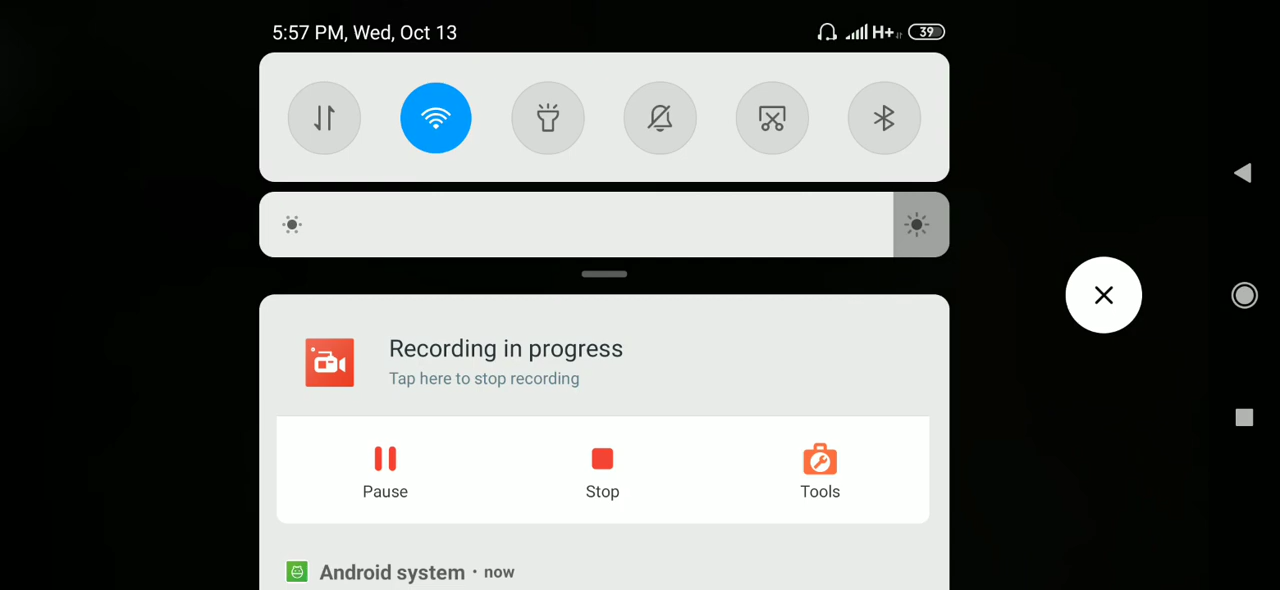 5:57 PM, Wed, Oct 13
H+ 39
Recording in progress
Tap here to stop recording
Pause Stop Tools
Android system · now